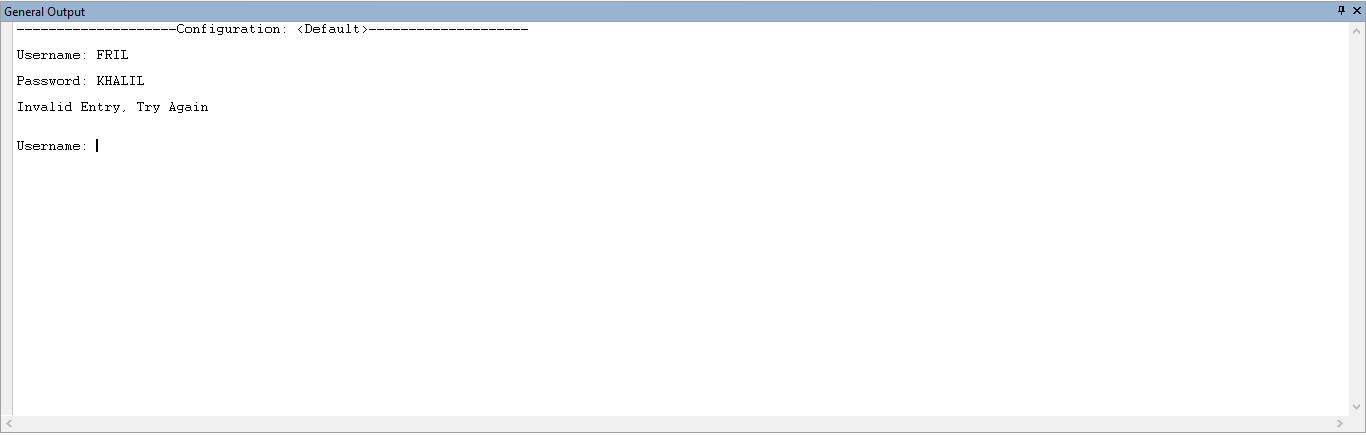 General Output
--------------------Configuration: <Default>--------------------
Username: FRIL
Password: KHALIL
Invalid Entry, Try Again
Username: